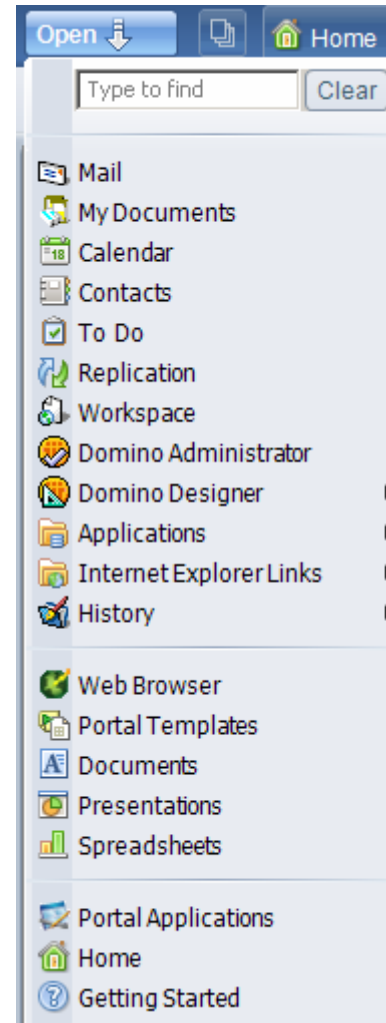 Open
Home
Type to find
Clear
Mail
My Documents
18
Calendar
Contacts
To Do
Replication
Workspace
Domino Administrator
Domino Designer
Applications
Internet Explorer Links
History
Web Browser
Portal Templates
A
Documents
Presentations
Spreadsheets
Portal Applications
Home
?
Getting Started